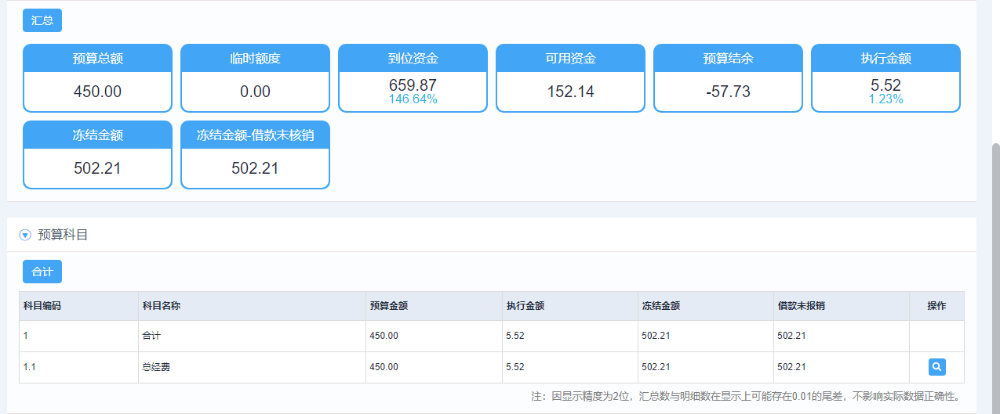 汇总
预算总额 临时额度 到位资金 可用资金 预算结余 执行金额
450.00 0.00 659.87 152.14 -57.73 5.52
146.64% 1.23%
冻结金额 冻结金额-借款未核销
502.21 502.21
预算科目
合计
科目编码 科目名称 预算金额 执行金额 冻结金额 借款未报销 操作
1 合计 450.00 5.52 502.21 502.21
1.1 总经费 450.00 5.52 502.21 502.21
注：因显示精度为2位，汇总数与明细数在显示上可能存在0.01的尾差，不影响实际数据正确性。